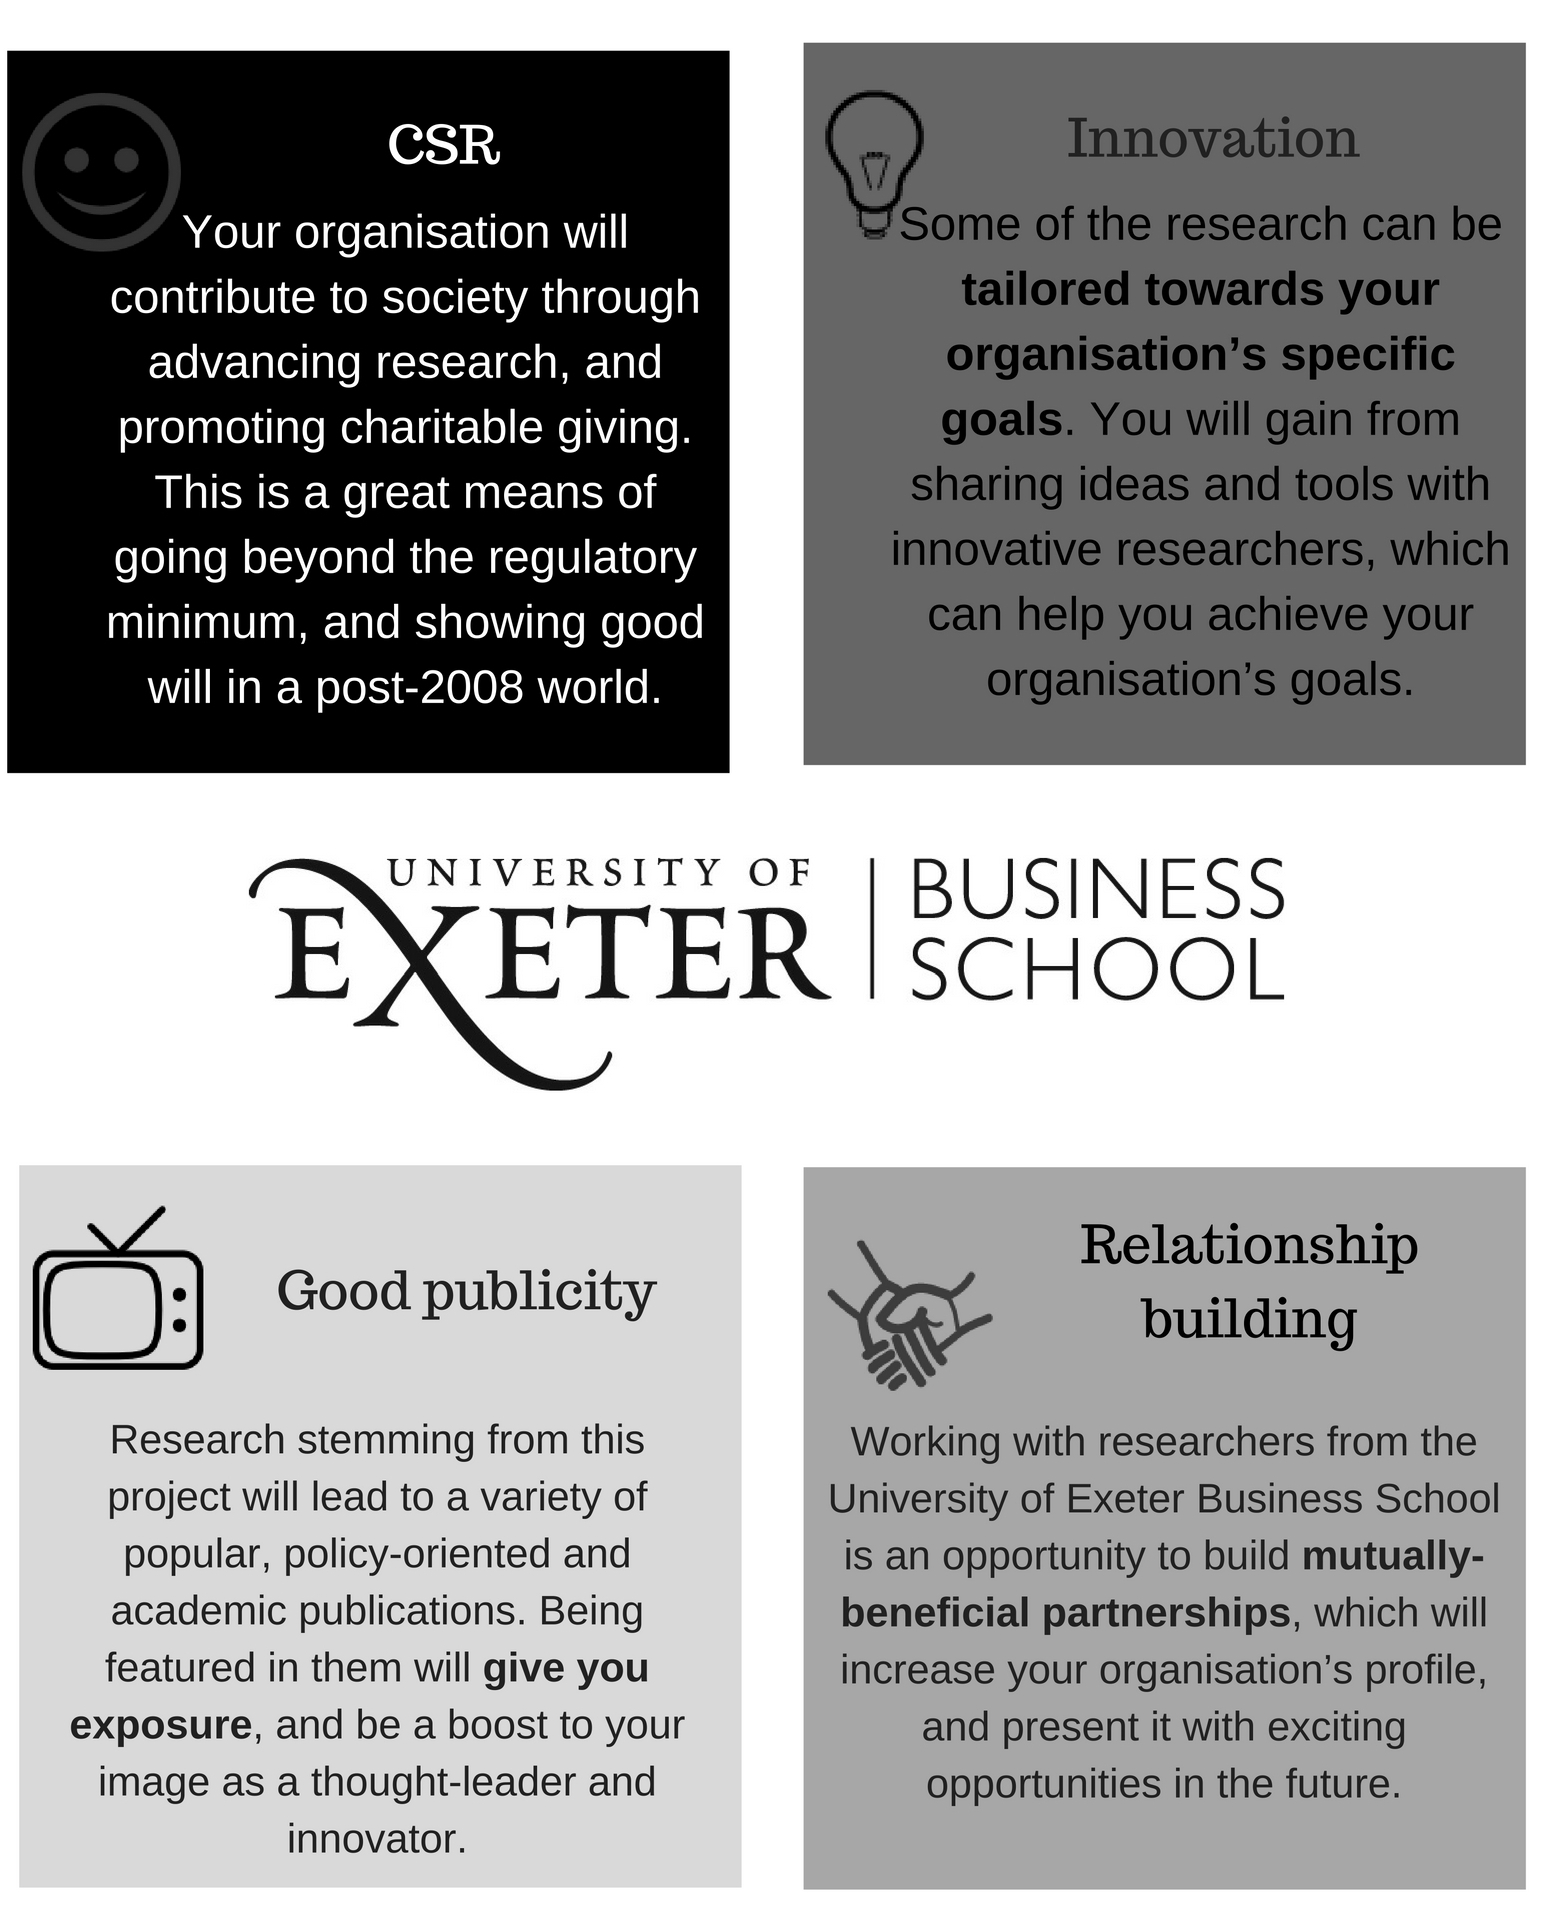 CSR
Your organisation will
contribute to society through
advancing research, and
promoting charitable giving.
This is a great means of
going beyond the regulatory
minimum, and showing good
will in a post-2008 world.
Innovation
Some of the research can be
tailored towards your
organisation’s specific
goals. You will gain from
sharing ideas and tools with
innovative researchers, which
can help you achieve your
organisation’s goals.
UNIVERSITY OF
EXETER
BUSINESS
SCHOOL
Good publicity
Research stemming from this
project will lead to a variety of
popular, policy-oriented and
academic publications. Being
featured in them will give you
exposure, and be a boost to your
image as a thought-leader and
innovator.
Relationship
building
Working with researchers from the
University of Exeter Business School
is an opportunity to build mutually-
beneficial partnerships, which will
increase your organisation’s profile,
and present it with exciting
opportunities in the future.